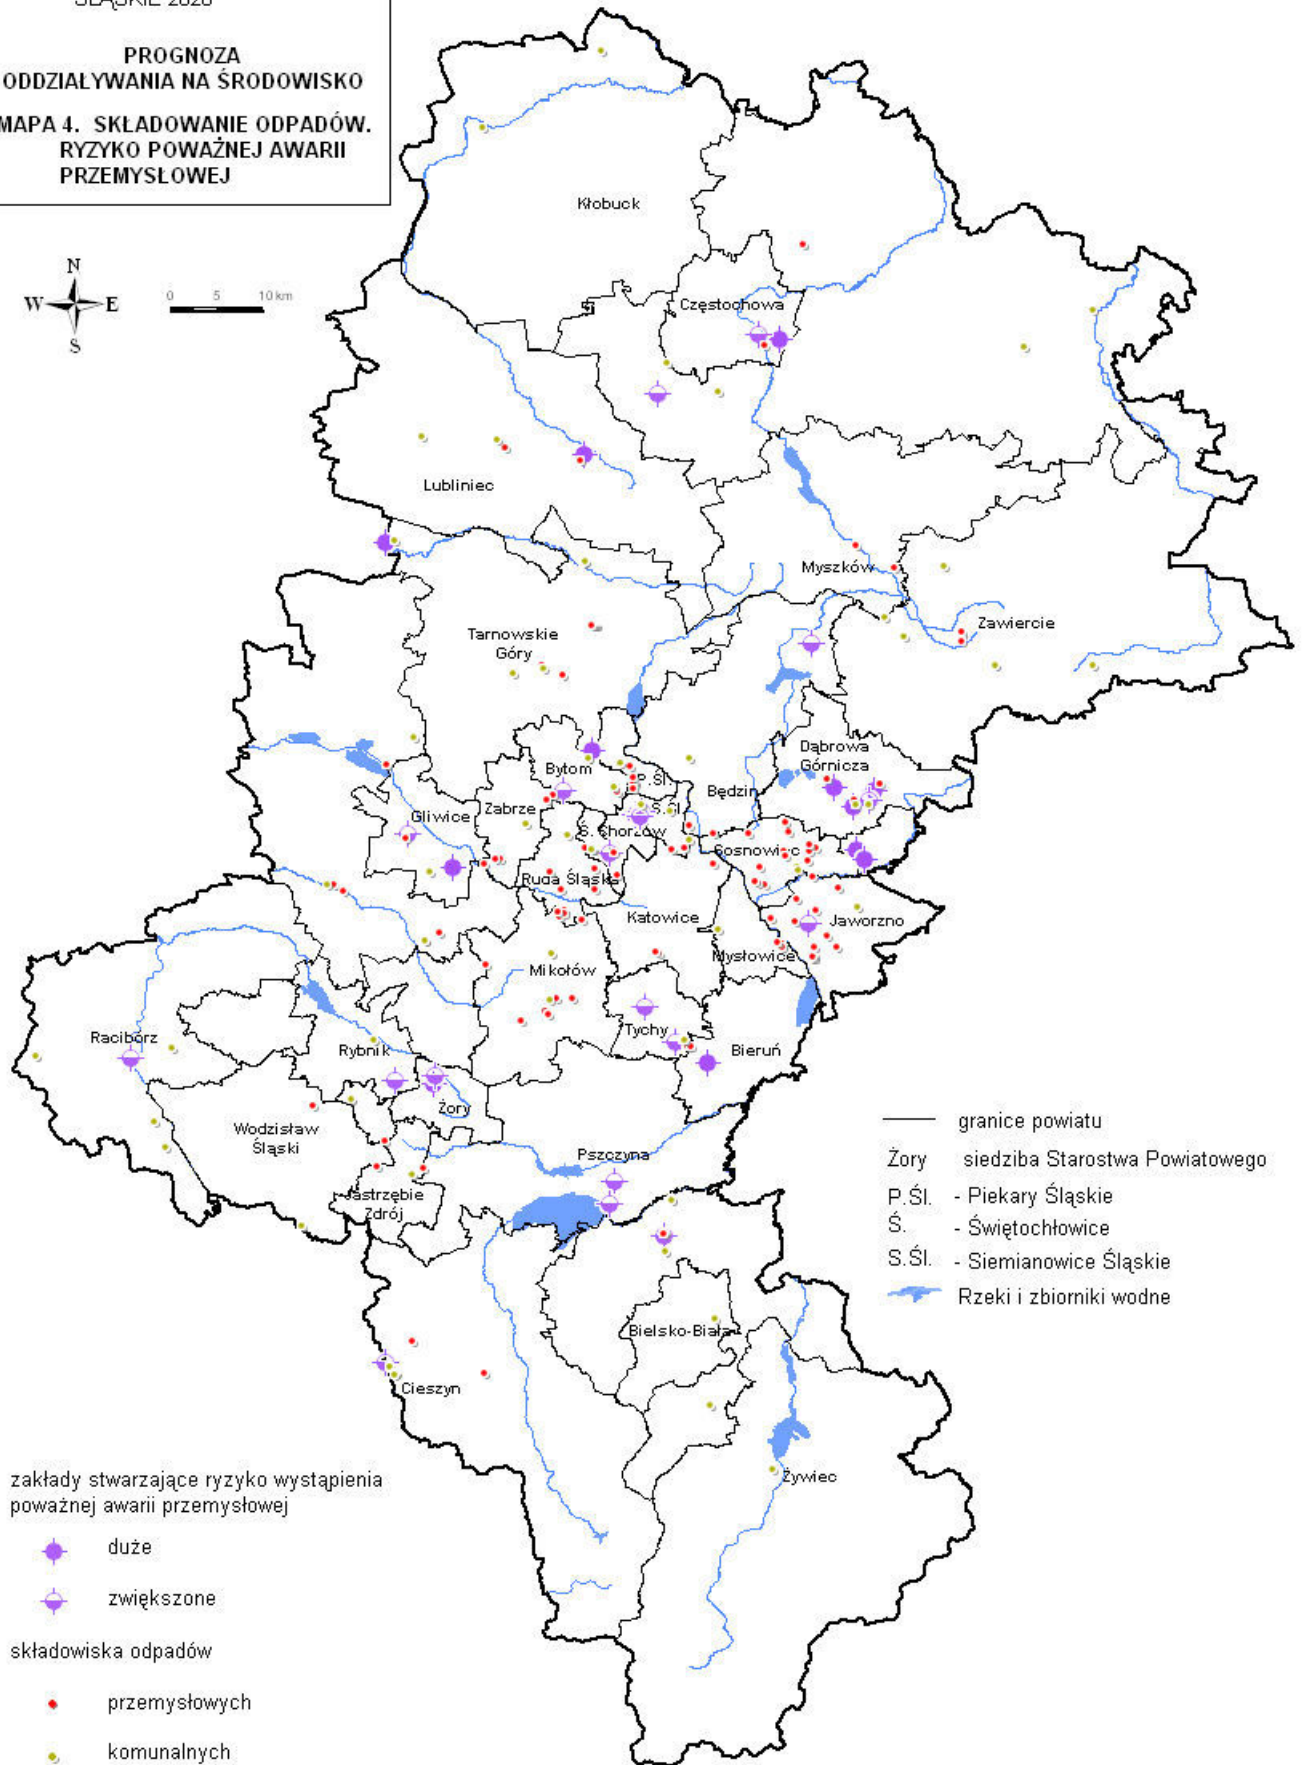 ŚLĄSKIE 2020
PROGNOZA
ODDZIAŁYWANIA NA ŚRODOWISKO
MAPA 4. SKŁADOWANIE ODPADÓW.
RYZYKO POWAŻNEJ AWARII
PRZEMYSŁOWEJ
N
W E
S
0 5 10 km
Kłobuck
Częstochowa
Lubliniec
Myszków
Zawiercie
Tarnowskie
Góry
Dąbrowa
Górnicza
Bytom
P.Śl.
Będzin
Zabrze
S.Śl.
Gliwice
Ś. Chorzów
Sosnowiec
Ruda Śląska
Katowice
Jaworzno
Mysłowice
Mikołów
Racibórz
Tychy
Rybnik
Bieruń
Żory
Wodzisław
Śląski
Pszczyna
Jastrzębie
Zdrój
Bielsko-Biała
Cieszyn
Żywiec
granice powiatu
Żory siedziba Starostwa Powiatowego
P.Śl. - Piekary Śląskie
Ś. - Świętochłowice
S.Śl. - Siemianowice Śląskie
Rzeki i zbiorniki wodne
zakłady stwarzające ryzyko wystąpienia
poważnej awarii przemysłowej
duże
zwiększone
składowiska odpadów
przemysłowych
komunalnych